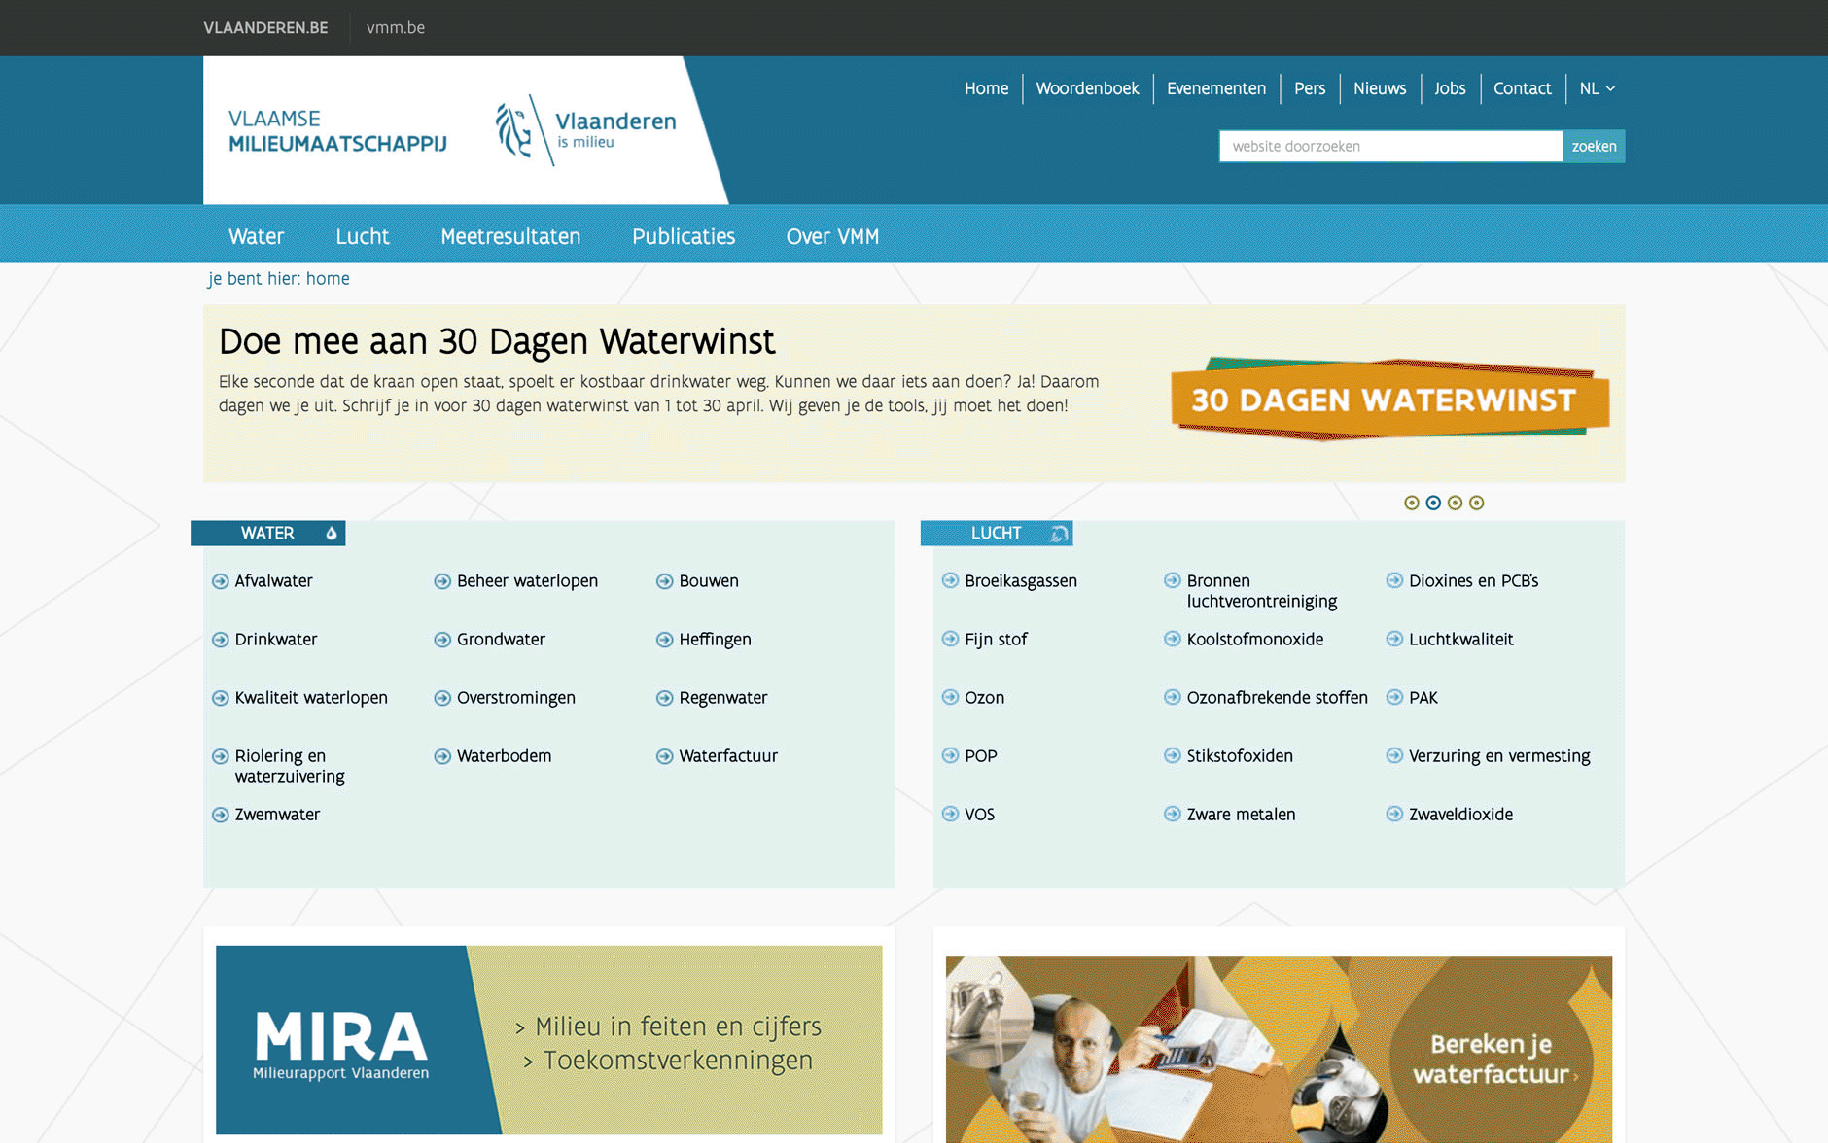 VLAANDEREN.BE
vmm.be
VLAAMSE
MILIEUMAATSCHAPPIJ
Vlaanderen
is milieu
Home
Woordenboek
Evenementen
Pers
Nieuws
Jobs
Contact
NL
website doorzoeken
zoeken
Water
Lucht
Meetresultaten
Publicaties
Over VMM
je bent hier: home
Doe mee aan 30 Dagen Waterwinst
Elke seconde dat de kraan open staat, spoelt er kostbaar drinkwater weg. Kunnen we daar iets aan doen? Ja! Daarom
dagen we je uit. Schrijf je in voor 30 dagen waterwinst van 1 tot 30 april. Wij geven je de tools, jij moet het doen!
30 DAGEN WATERWINST
WATER
Afvalwater
Beheer waterlopen
Bouwen
Drinkwater
Grondwater
Heffingen
Kwaliteit waterlopen
Overstromingen
Regenwater
Riolering en
waterzuivering
Waterbodem
Waterfactuur
Zwemwater
LUCHT
Broeikasgassen
Bronnen
luchtverontreiniging
Dioxines en PCB's
Fijn stof
Koolstofmonoxide
Luchtkwaliteit
Ozon
Ozonafbrekende stoffen
PAK
POP
Stikstofoxiden
Verzuring en vermesting
VOS
Zware metalen
Zwaveldioxide
MIRA
Milieurapport Vlaanderen
> Milieu in feiten en cijfers
> Toekomstverkenningen
Bereken je
waterfactuur ›